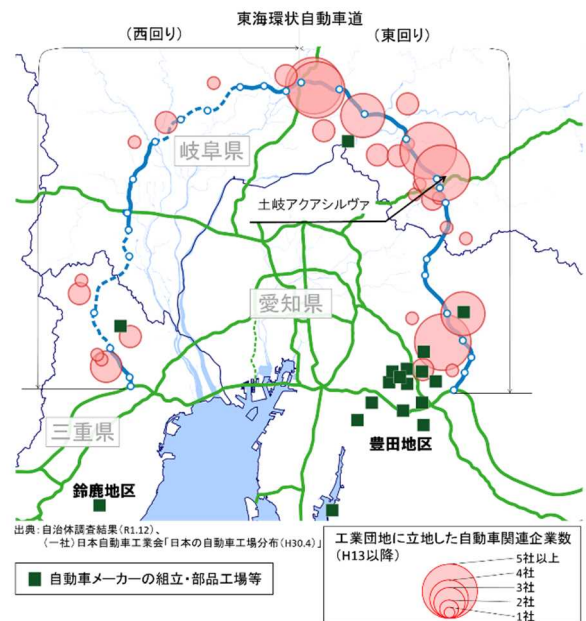 東海環状自動車道
（西回り）
（東回り）
岐阜県
土岐アクアシルヴァ
愛知県
三重県
豊田地区
鈴鹿地区
出典：自治体調査結果（R1.12）、
（一社）日本自動車工業会「日本の自動車工場分布（H30.4）」
自動車メーカーの組立・部品工場等
工業団地に立地した自動車関連企業数
（H13以降）
5社以上
4社
3社
2社
1社